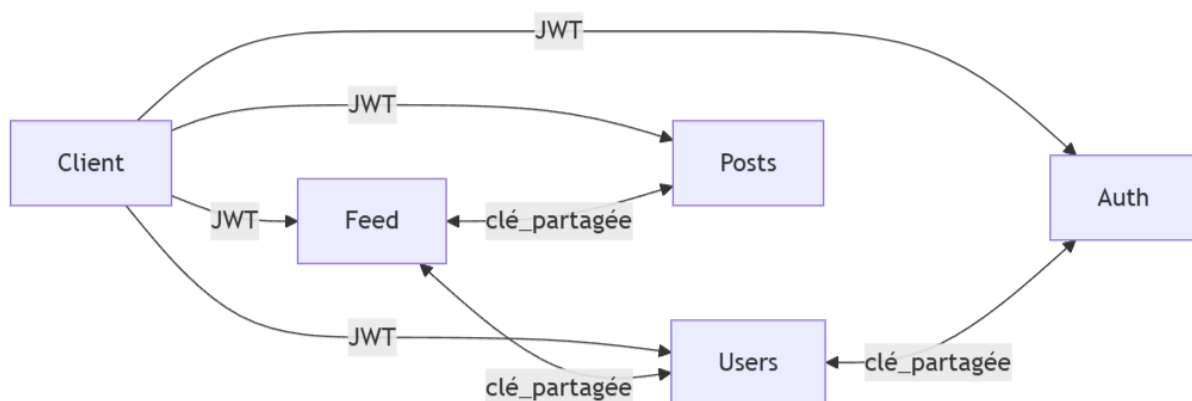 JWT
JWT
Client
Posts
Auth
JWT
Feed
clé_partagée
JWT
Users
clé_partagée
clé_partagée